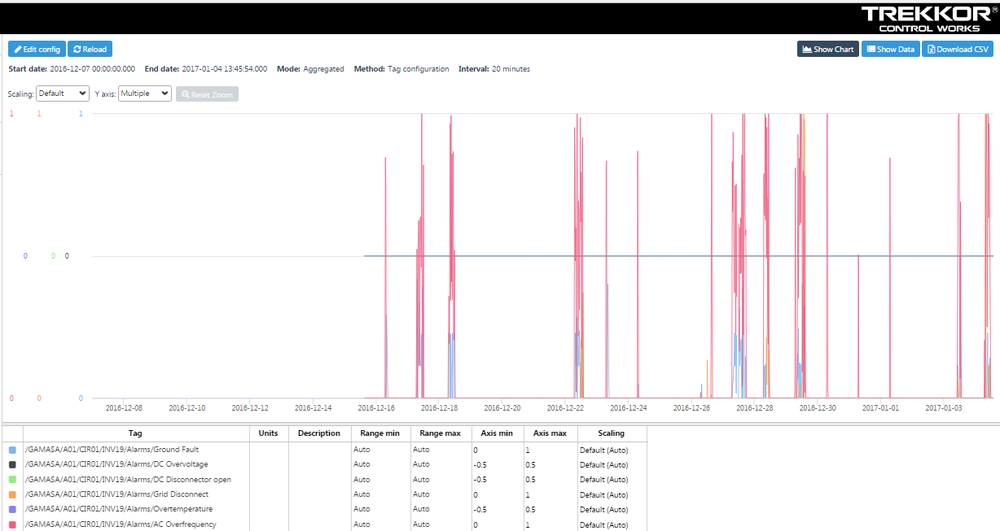 TREKKOR®
CONTROL WORKS
Edit config Reload Show Chart Show Data Download CSV
Start date: 2016-12-07 00:00:00.000 End date: 2017-01-04 13:45:54.000 Mode: Aggregated Method: Tag configuration Interval: 20 minutes
Scaling: Default Y axis: Multiple Reset Zoom
1 1 1
0 0 0
0 0 0
2016-12-08 2016-12-10 2016-12-12 2016-12-14 2016-12-16 2016-12-18 2016-12-20 2016-12-22 2016-12-24 2016-12-26 2016-12-28 2016-12-30 2017-01-01 2017-01-03
Tag Units Description Range min Range max Axis min Axis max Scaling
/GAMASA/A01/CIR01/INV19/Alarms/Ground Fault Auto Auto 0 1 Default (Auto)
/GAMASA/A01/CIR01/INV19/Alarms/DC Overvoltage Auto Auto -0.5 0.5 Default (Auto)
/GAMASA/A01/CIR01/INV19/Alarms/DC Disconnector open Auto Auto -0.5 0.5 Default (Auto)
/GAMASA/A01/CIR01/INV19/Alarms/Grid Disconnect Auto Auto 0 1 Default (Auto)
/GAMASA/A01/CIR01/INV19/Alarms/Overtemperature Auto Auto -0.5 0.5 Default (Auto)
/GAMASA/A01/CIR01/INV19/Alarms/AC Overfrequency Auto Auto 0 1 Default (Auto)